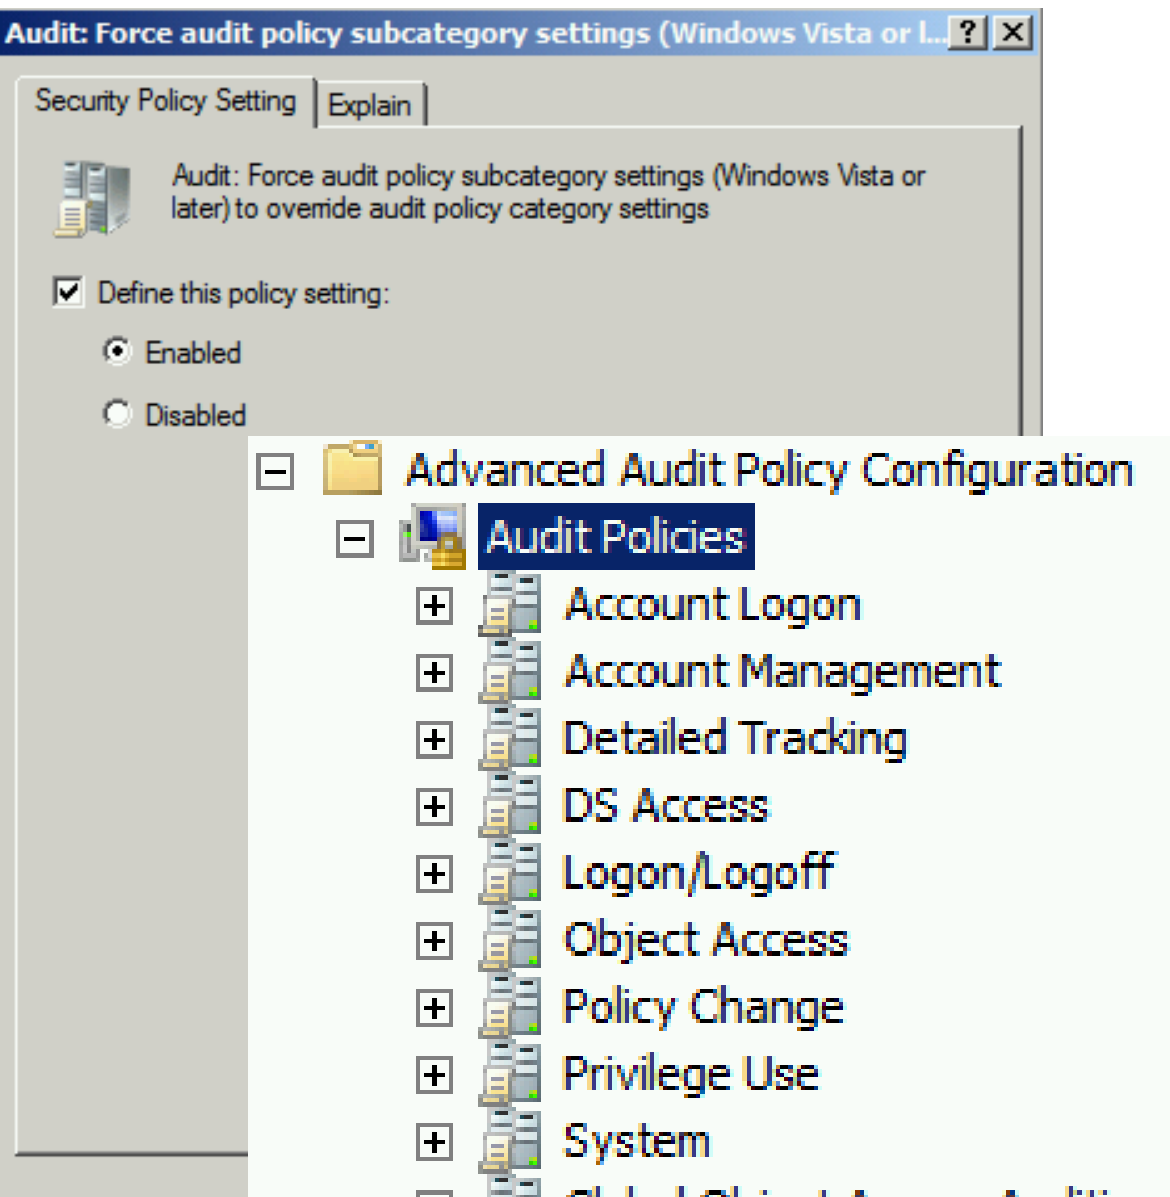 Audit: Force audit policy subcategory settings (Windows Vista or l...
Security Policy Setting
Explain
Audit: Force audit policy subcategory settings (Windows Vista or
later) to override audit policy category settings
Define this policy setting:
Enabled
Disabled
Advanced Audit Policy Configuration
Audit Policies
Account Logon
Account Management
Detailed Tracking
DS Access
Logon/Logoff
Object Access
Policy Change
Privilege Use
System